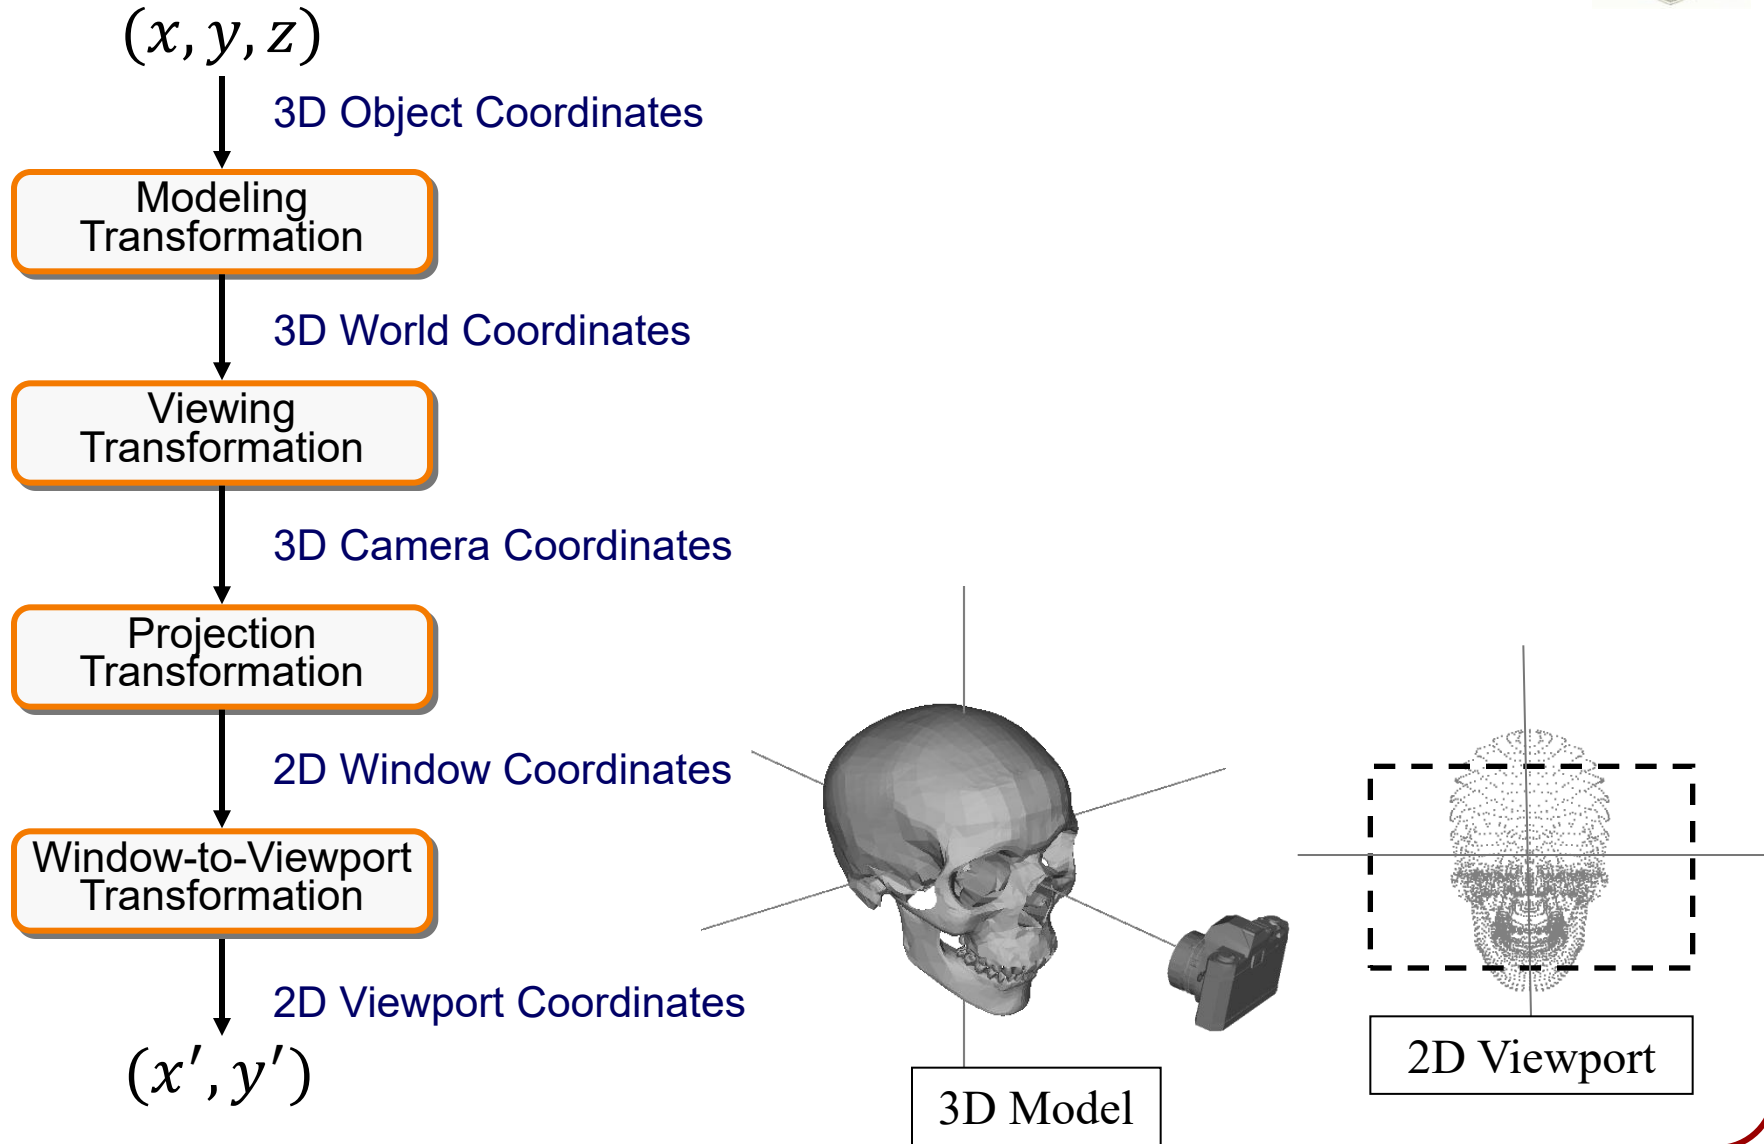 (x, y, z)
3D Object Coordinates
Modeling
Transformation
3D World Coordinates
Viewing
Transformation
3D Camera Coordinates
Projection
Transformation
2D Window Coordinates
Window-to-Viewport
Transformation
2D Viewport Coordinates
(x′, y′)
3D Model
2D Viewport